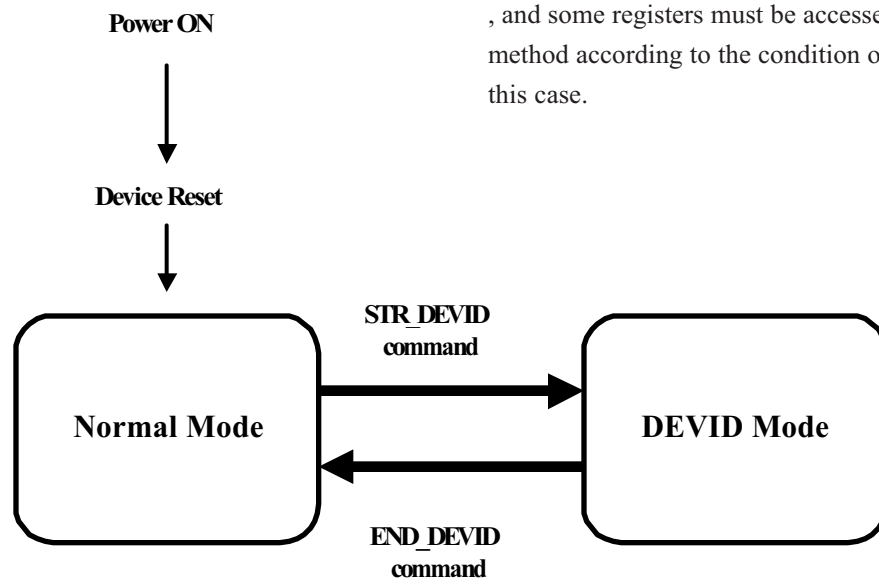 Power ON
, and some registers must be
method according to the condition
this case.
Device Reset
STR_DEVID
command
Normal Mode
DEVID Mode
END_DEVID
command